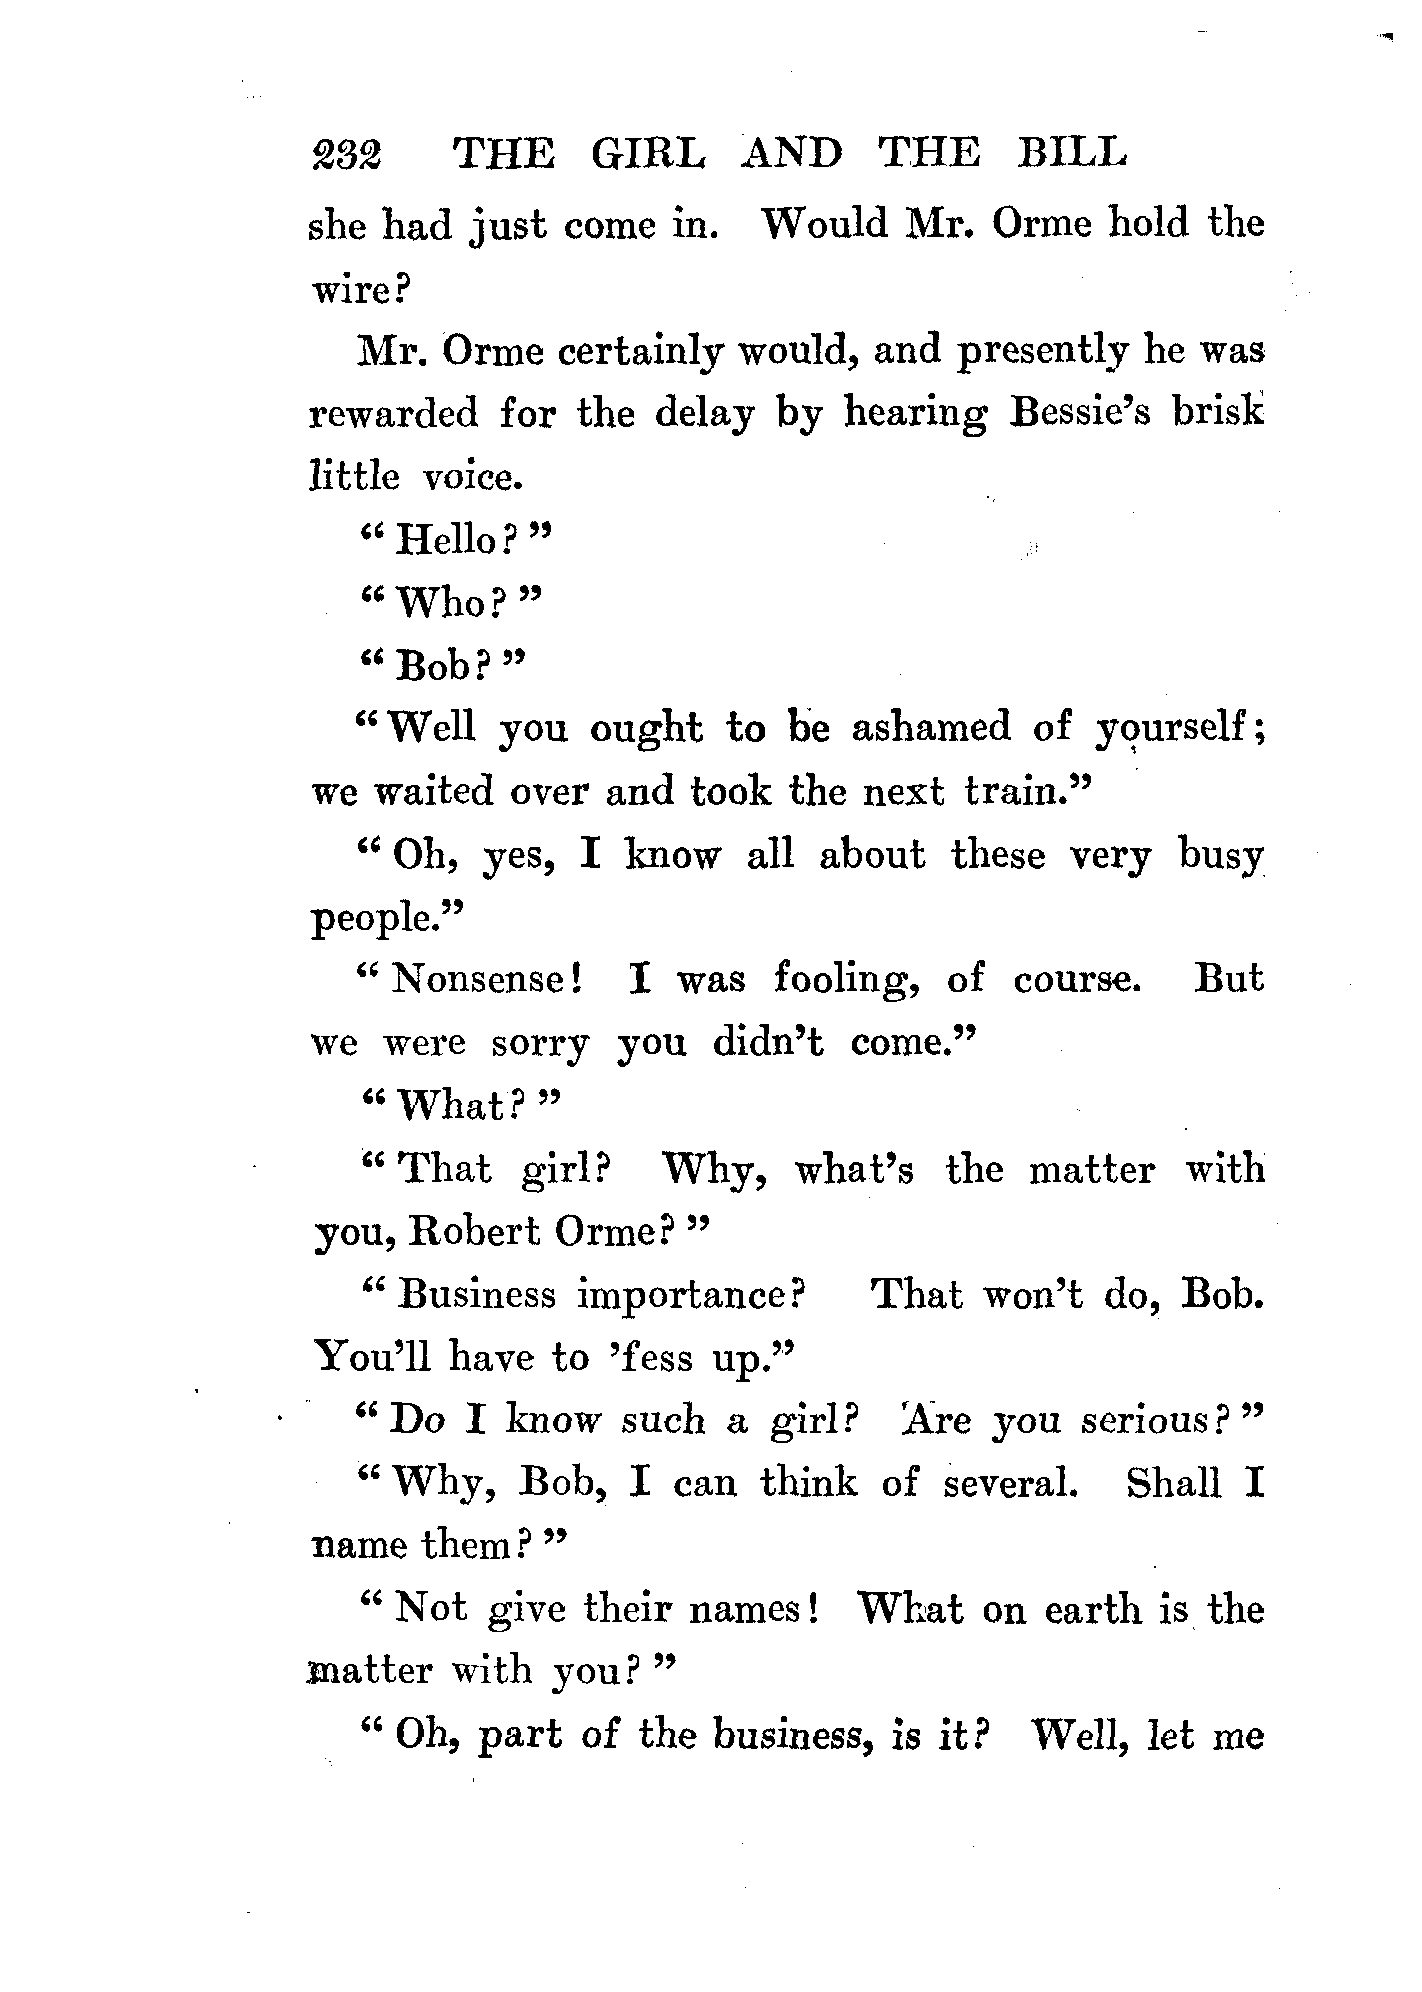 232 THE GIRL AND THE BILL
she had just come in. Would Mr. Orme hold the
wire?
Mr. Orme certainly would, and presently he was
rewarded for the delay by hearing Bessie's brisk
little voice.
“ Hello? ”
“ Who? ”
“ Bob? ”
“ Well you ought to be ashamed of yourself;
we waited over and took the next train.”
“ Oh, yes, I know all about these very busy
people.”
“ Nonsense! I was fooling, of course. But
we were sorry you didn't come.”
“ What? ”
“ That girl? Why, what's the matter with
you, Robert Orme? ”
“ Business importance? That won't do, Bob.
You'll have to ’fess up.”
“ Do I know such a girl? Are you serious? ”
“ Why, Bob, I can think of several. Shall I
name them? ”
“ Not give their names! What on earth is the
matter with you? ”
“ Oh, part of the business, is it? Well, let me